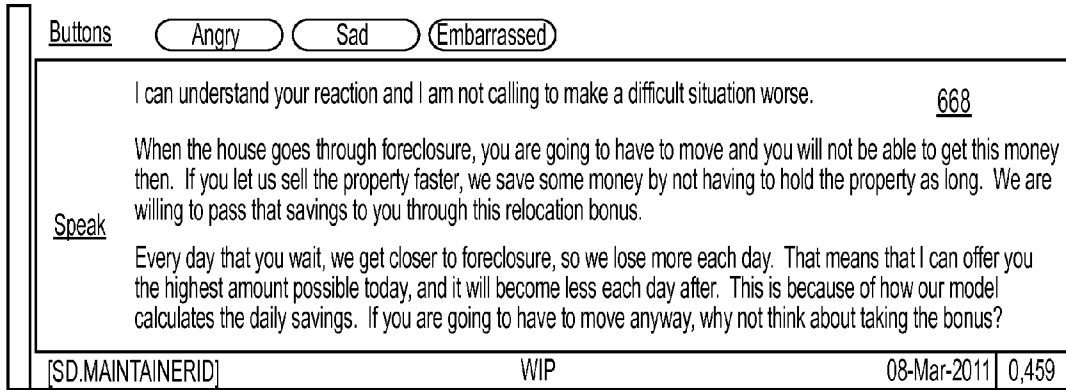 Buttons Angry Sad Embarrassed
I can understand your reaction and I am not calling to make a difficult situation worse. 668
When the house goes through foreclosure, you are going to have to move and you will not be able to get this money
then. If you let us sell the property faster, we save some money by not having to hold the property as long. We are
willing to pass that savings to you through this relocation bonus.
Speak
Every day that you wait, we get closer to foreclosure, so we lose more each day. That means that I can offer you
the highest amount possible today, and it will become less each day after. This is because of how our model
calculates the daily savings. If you are going to have to move anyway, why not think about taking the bonus?
[SD.MAINTAINERID] WIP 08-Mar-2011 0,459